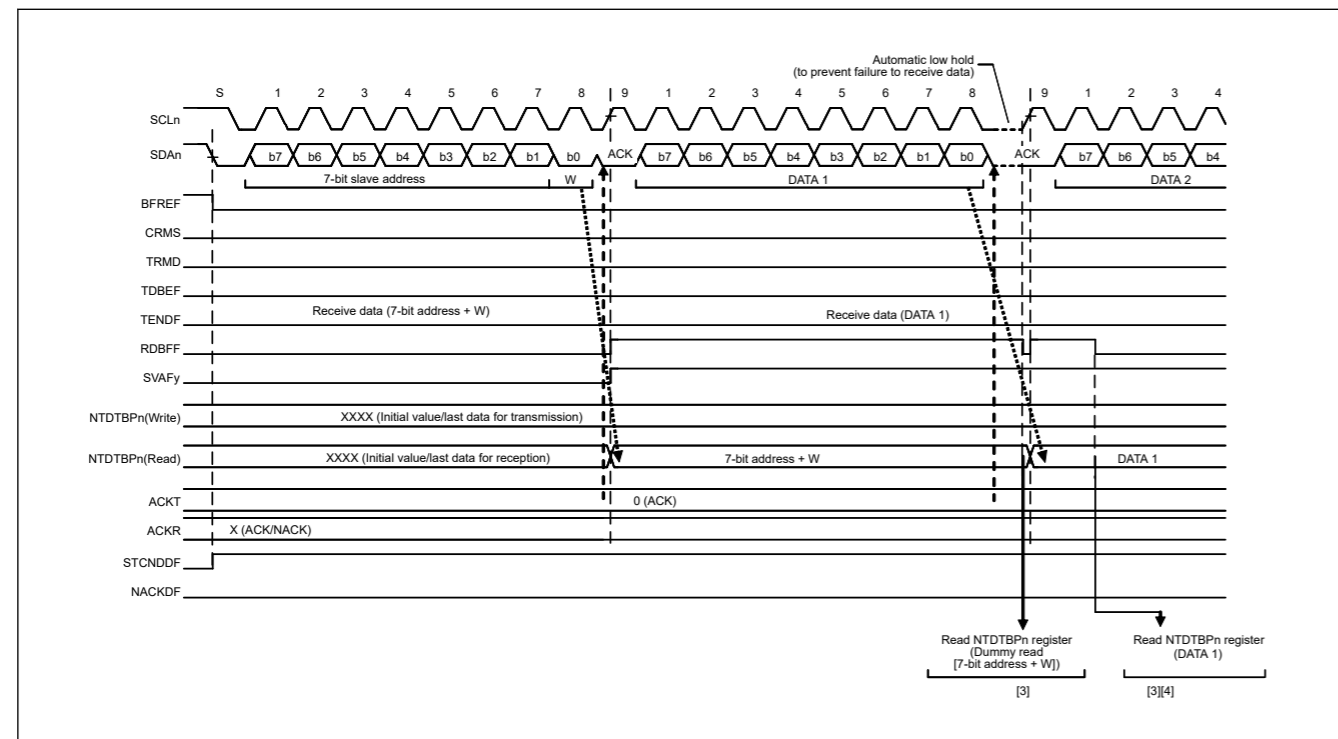 Automatic low hold
(to prevent failure to receive data)
S 1 2 3 4 5 6 7 8 9 1 2 3 4 5 6 7 8 9 1 2 3 4
SCLn
SDAn b7 b6 b5 b4 b3 b2 b1 b0 ACK b7 b6 b5 b4 b3 b2 b1 b0 ACK b7 b6 b5 b4
7-bit slave address W DATA 1 DATA 2
BFREF
CRMS
TRMD
TDBEF
Receive data (7-bit address + W) Receive data (DATA 1)
TENDF
RDBFF
SVAFy
NTDTBPn(Write) XXXX (Initial value/last data for transmission)
NTDTBPn(Read) XXXX (Initial value/last data for reception) 7-bit address + W DATA 1
ACKT 0 (ACK)
ACKR X (ACK/NACK)
STCNDDF
NACKDF
Read NTDTBPn register
(Dummy read
[7-bit address + W])
[3]
Read NTDTBPn register
(DATA 1)
[3][4]